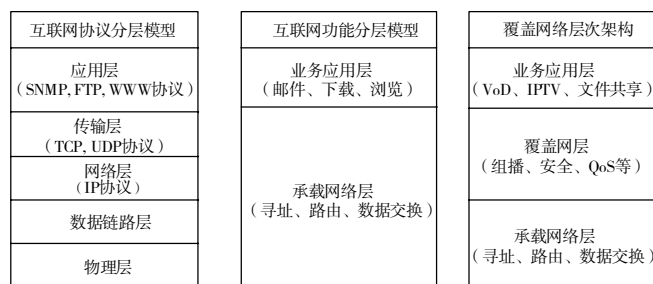 互联网协议分层模型
应用层
(SNMP, FTP, WWW协议)
传输层
(TCP, UDP协议)
网络层
(IP协议)
数据链路层
物理层
互联网功能分层模型
业务应用层
(邮件、下载、浏览)
承载网络层
(寻址、路由、数据交换)
覆盖网络层次架构
业务应用层
(VoD、IPTV、文件共享)
覆盖网层
(组播、安全、QoS等)
承载网络层
(寻址、路由、数据交换)